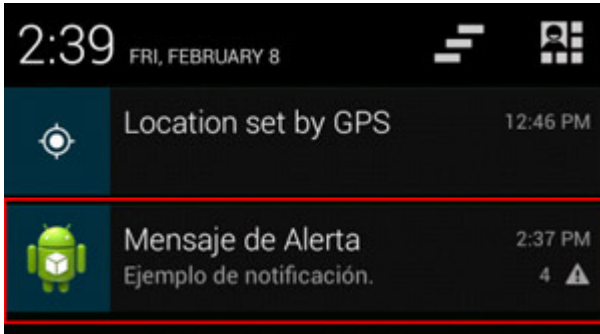 2:39 FRI, FEBRUARY 8
Location set by GPS 12:46 PM
Mensaje de Alerta 2:37 PM
Ejemplo de notificación. 4